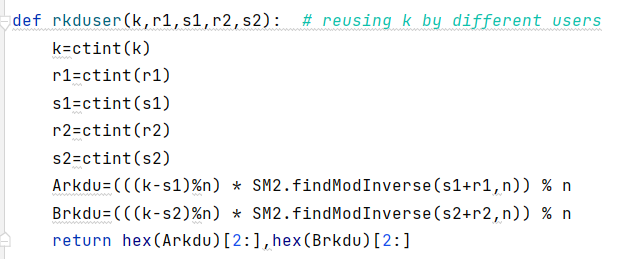 def rkduser(k,r1,s1,r2,s2):  # reusing k by different users
    k=ctint(k)
    r1=ctint(r1)
    s1=ctint(s1)
    r2=ctint(r2)
    s2=ctint(s2)
    Arkdu=(((k-s1)%n) * SM2.findModInverse(s1+r1,n)) % n
    Brkdu=(((k-s2)%n) * SM2.findModInverse(s2+r2,n)) % n
    return hex(Arkdu)[2:],hex(Brkdu)[2:]